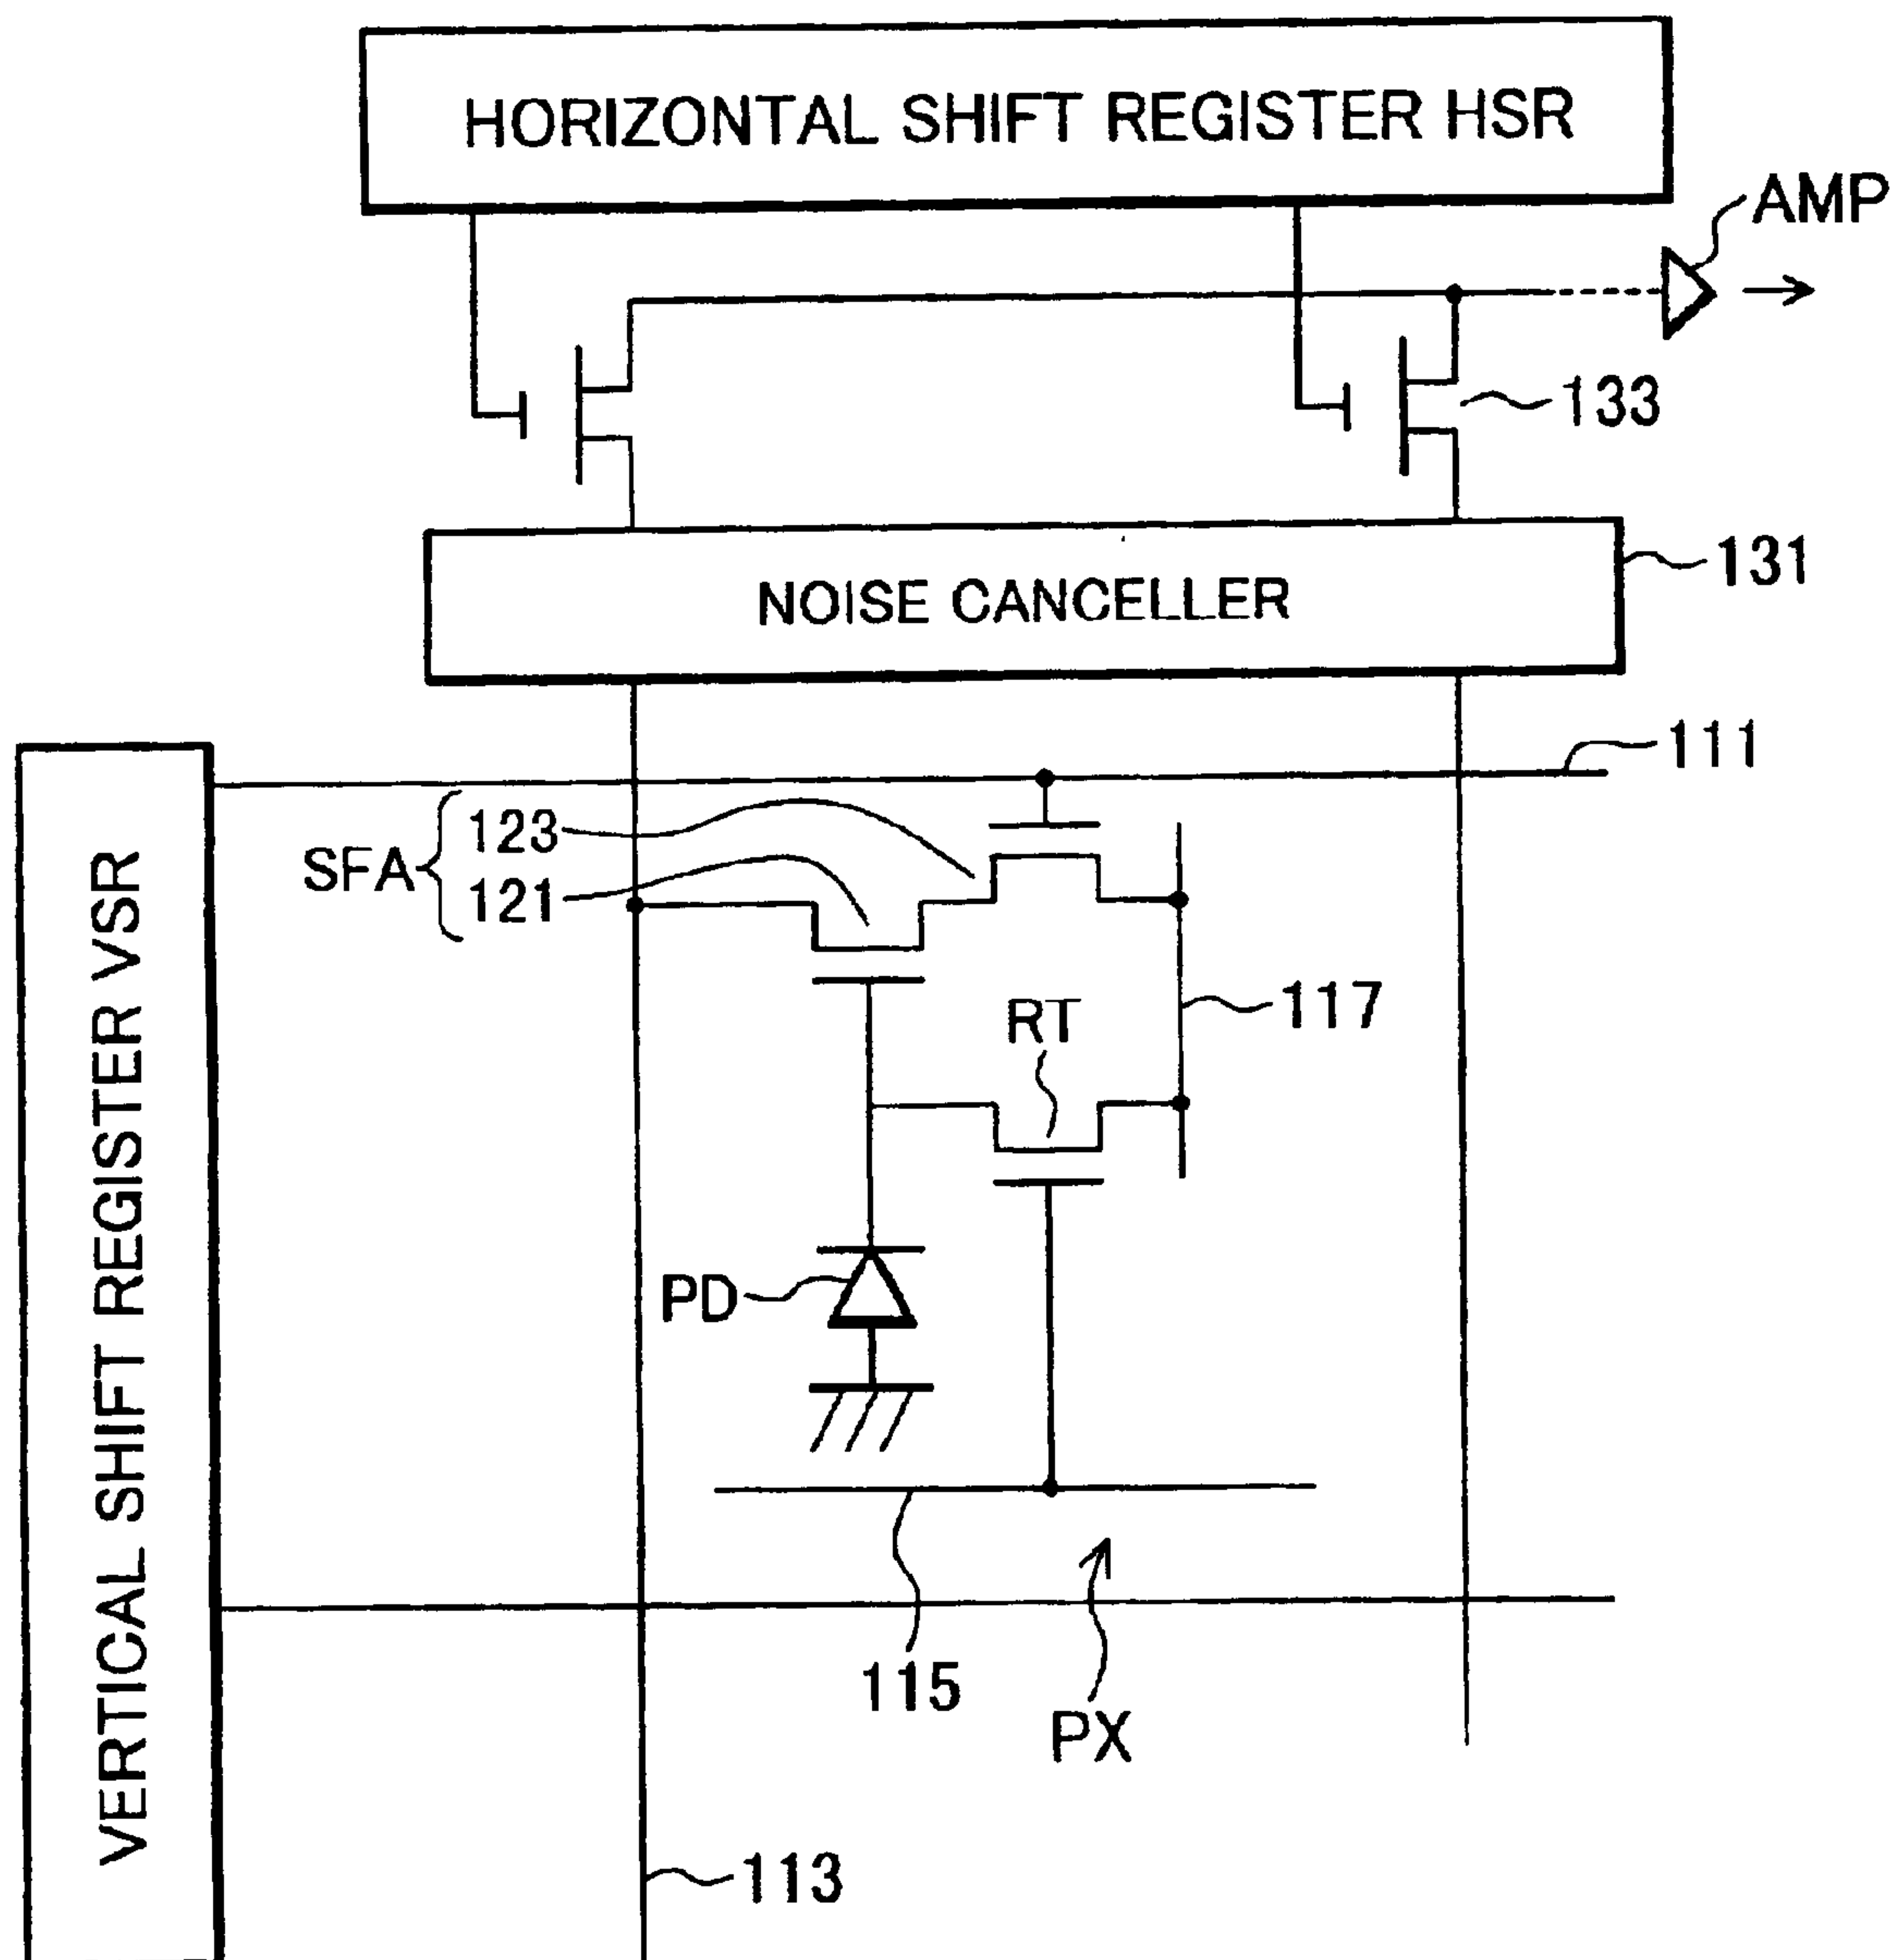 HORIZONTAL SHIFT REGISTER HSR
AMP
133
NOISE CANCELLER
131
111
SFA
123
121
117
RT
VERTICAL SHIFT REGISTER VSR
PD
115
PX
113